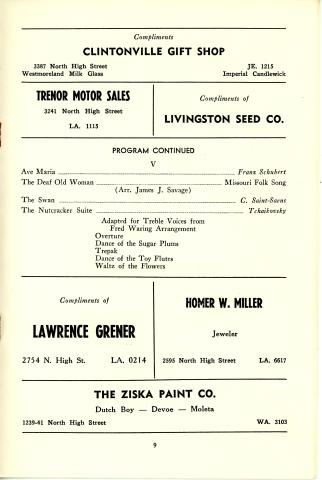 Compliments
CLINTONVILLE GIFT SHOP
3387 North High Street JE. 1215
Westmoreland Milk Glass Imperial Candlewick
TRENOR MOTOR SALES
3241 North High Street
LA. 1115
Compliments of
LIVINGSTON SEED CO.
PROGRAM CONTINUED
V
Ave Maria Franz Schubert
The Deaf Old Woman Missouri Folk Song
(Arr. James J. Savage)
The Swan C. Saint-Saens
The Nutcracker Suite Tchaikovsky
Adapted for Treble Voices from
Fred Waring Arrangement
Overture
Dance of the Sugar Plums
Trepak
Dance of the Toy Flutes
Waltz of the Flowers
Compliments of
LAWRENCE GRENER
2754 N. High St. LA. 0214
HOMER W. MILLER
Jeweler
2595 North High Street LA. 6617
THE ZISKA PAINT CO.
Dutch Boy — Devoe — Moleta
1239-41 North High Street WA. 3103
9